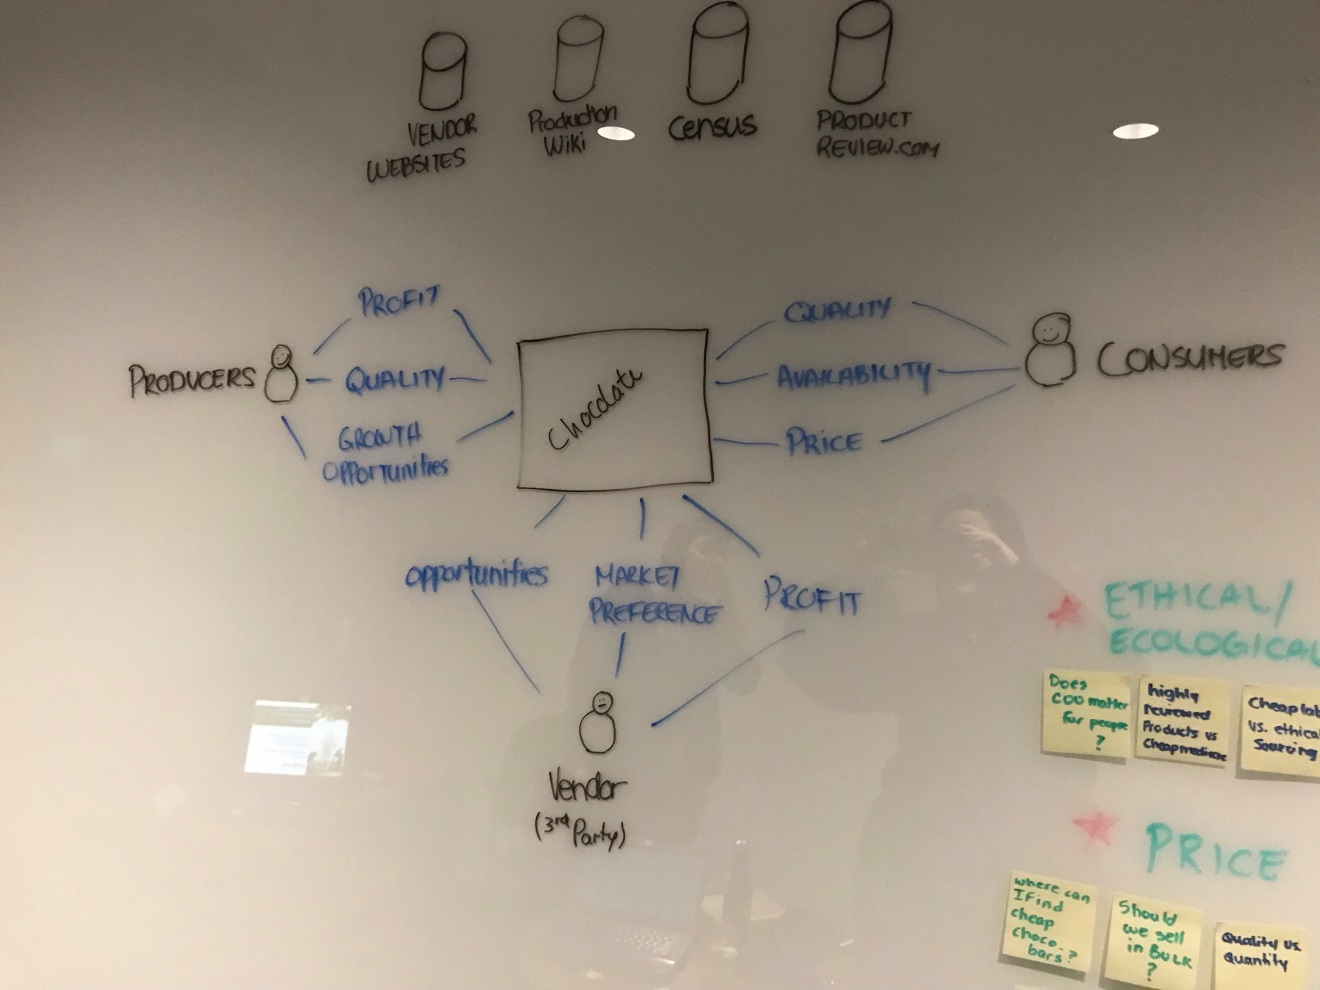 VENDOR
WEBSITES
Production
Wiki
Census
PRODUCT
REVIEW.COM
PROFIT
PRODUCERS
QUALITY
GROWTH
OPPORTUNITIES
Chocolate
QUALITY
AVAILABILITY
PRICE
CONSUMERS
opportunities
MARKET
PREFERENCE
PROFIT
Vendor
(3rd Party)
ETHICAL/
ECOLOGICAL
Does
COO matter
for people
?
highly
reviewed
Products vs
Cheap
Cheap lab
vs. ethical
Sourcing
PRICE
where can
I Find
cheap
choco.
bars?
Should
we sell
in BULK
?
Quality vs.
Quantity